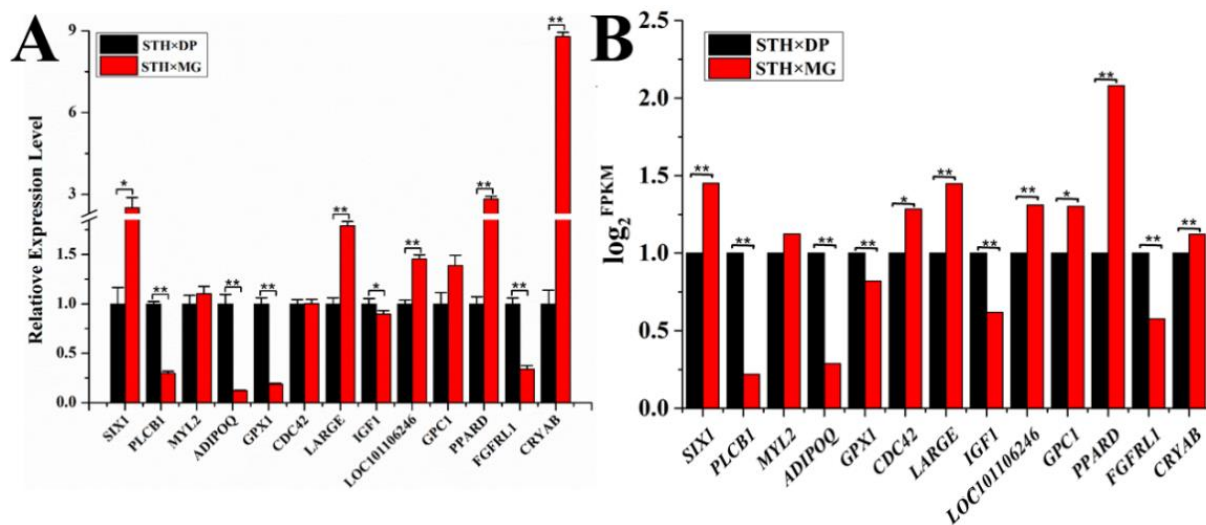 A
STH×DP
STH×MG
Relatiove Expression Level
9
6
3
1.5
1.0
0.25
0.0
**
*
**
**
**
**
**
*
**
**
**
SIX1
PLCB1
MYL2
ADIPOQ
GPX1
CDC42
LARGE
IGF1
LOC101106246
GPC1
PPARD
FGFRL1
CRYAB
B
STH×DP
STH×MG
log2 FPKM
2.5
2.0
1.5
1.0
0.5
0.0
**
**
**
**
*
**
**
**
*
**
**
**
SIX1
PLCB1
MYL2
ADIPOQ
GPX1
CDC42
LARGE
IGF1
LOC101106246
GPC1
PPARD
FGFRL1
CRYAB